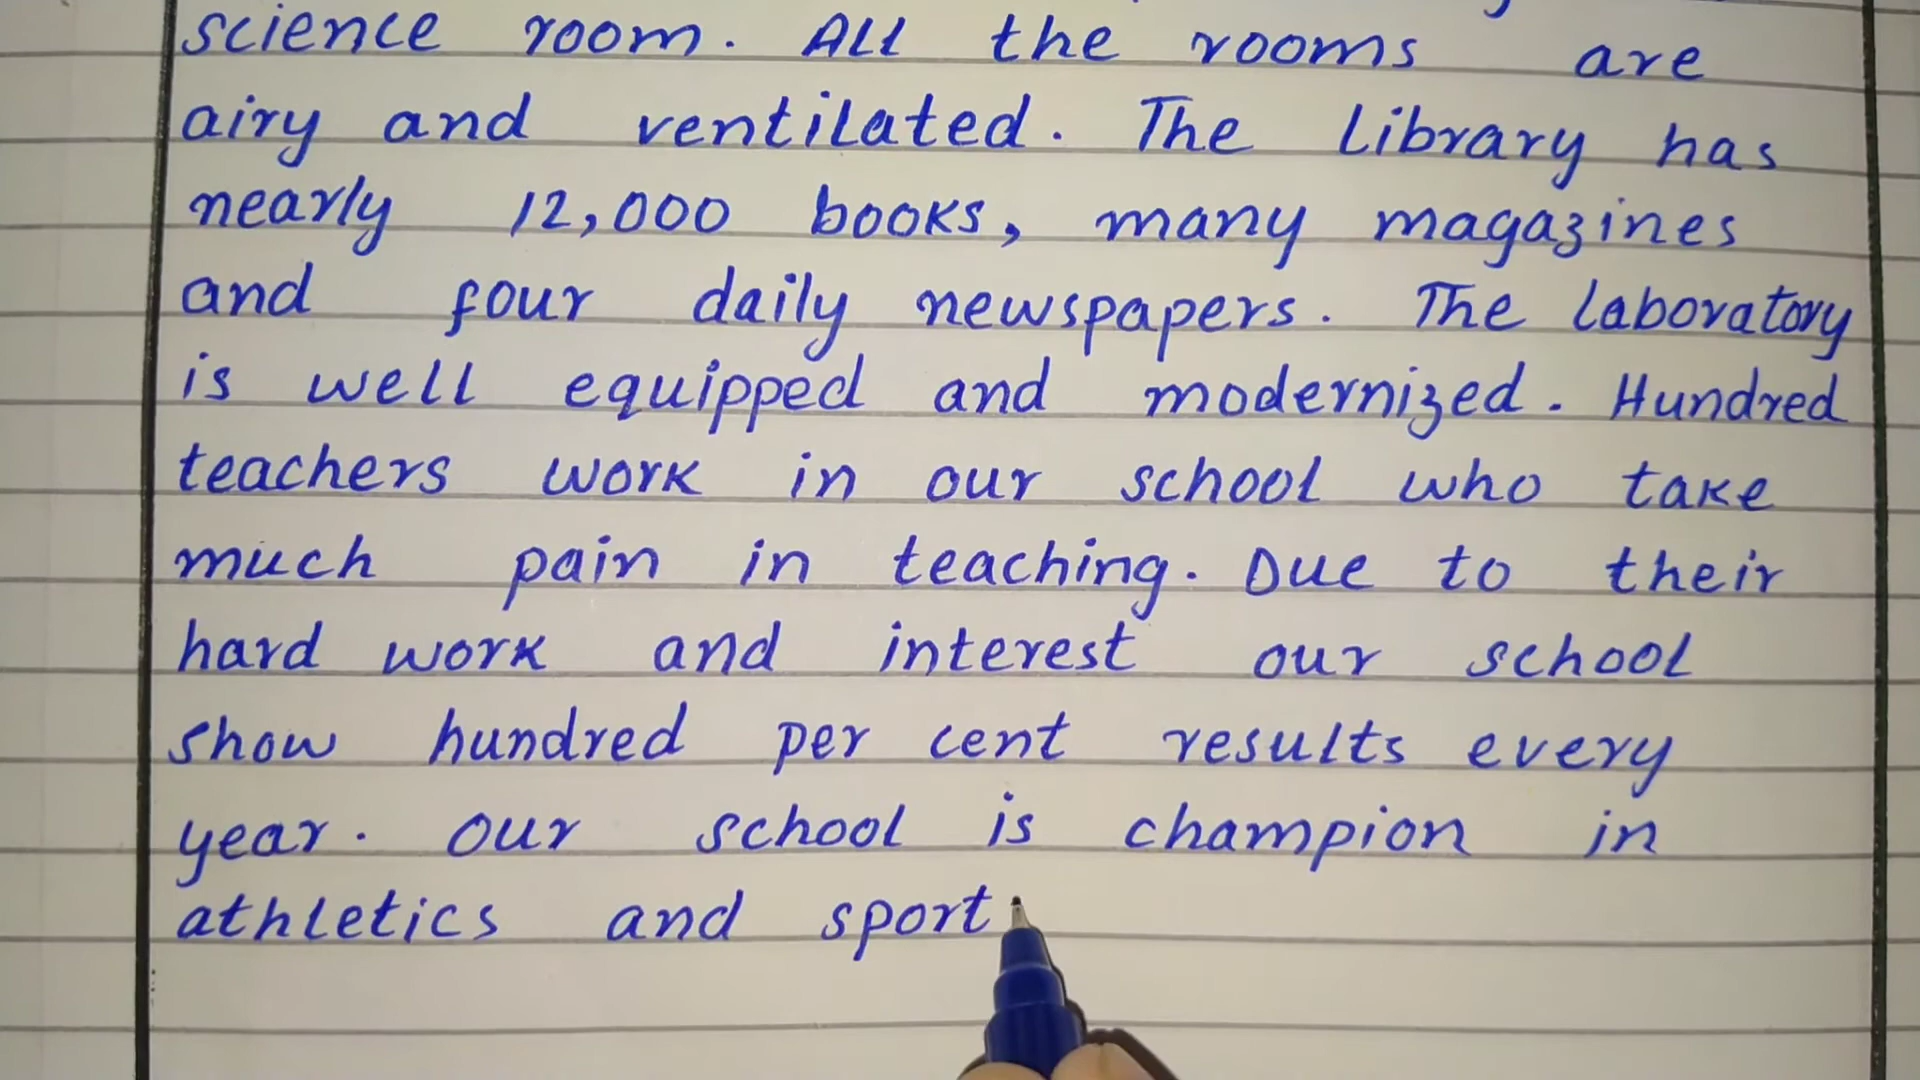 science room. All the rooms are
airy and ventilated. The library has
nearly 12,000 books, many magazines
and four daily newspapers. The laboratory
is well equipped and modernized. Hundred
teachers work in our school who take
much pain in teaching. Due to their
hard work and interest our school
show hundred per cent results every
year. our school is champion in
athletics and sport